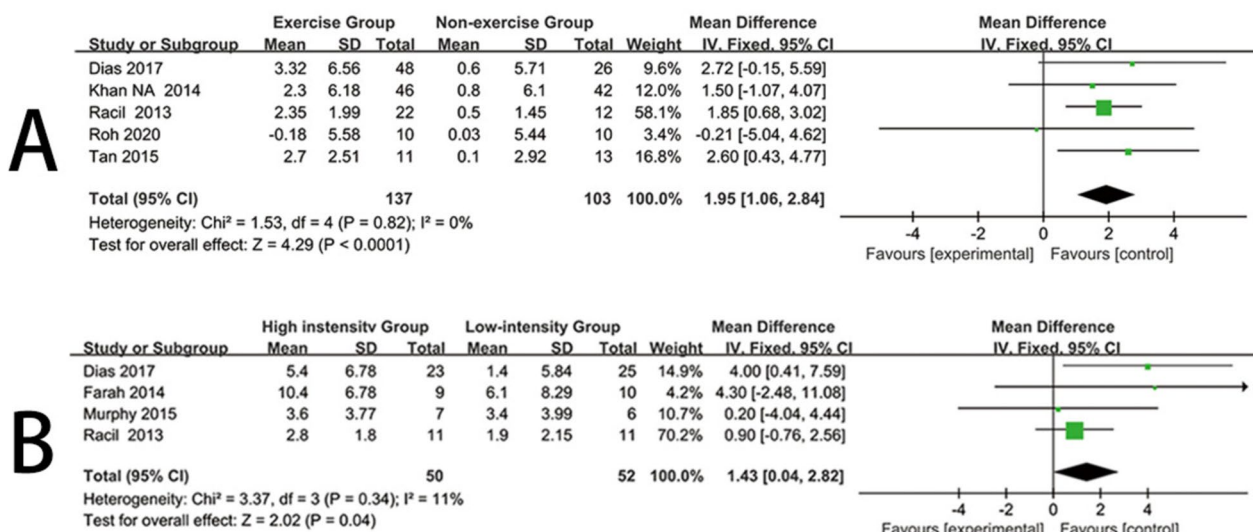 A
Exercise Group Non-exercise Group Mean Difference Mean Difference
Study or Subgroup Mean SD Total Mean SD Total Weight IV, Fixed, 95% CI IV, Fixed, 95% CI
Dias 2017 3.32 6.56 48 0.6 5.71 26 9.6% 2.72 [-0.15, 5.59]
Khan NA 2014 2.3 6.18 46 0.8 6.1 42 12.0% 1.50 [-1.07, 4.07]
Racil 2013 2.35 1.99 22 0.5 1.45 12 58.1% 1.85 [0.68, 3.02]
Roh 2020 -0.18 5.58 10 0.03 5.44 10 3.4% -0.21 [-5.04, 4.62]
Tan 2015 2.7 2.51 11 0.1 2.92 13 16.8% 2.60 [0.43, 4.77]
Total (95% CI) 137 103 100.0% 1.95 [1.06, 2.84]
Heterogeneity: Chi² = 1.53, df = 4 (P = 0.82); I² = 0%
Test for overall effect: Z = 4.29 (P < 0.0001)
-4 -2 0 2 4
Favours [experimental] Favours [control]
B
High instensity Group Low-intensity Group Mean Difference Mean Difference
Study or Subgroup Mean SD Total Mean SD Total Weight IV, Fixed, 95% CI IV, Fixed, 95% CI
Dias 2017 5.4 6.78 23 1.4 5.84 25 14.9% 4.00 [0.41, 7.59]
Farah 2014 10.4 6.78 9 6.1 8.29 10 4.2% 4.30 [-2.48, 11.08]
Murphy 2015 3.6 3.77 7 3.4 3.99 6 10.7% 0.20 [-4.04, 4.44]
Racil 2013 2.8 1.8 11 1.9 2.15 11 70.2% 0.90 [-0.76, 2.56]
Total (95% CI) 50 52 100.0% 1.43 [0.04, 2.82]
Heterogeneity: Chi² = 3.37, df = 3 (P = 0.34); I² = 11%
Test for overall effect: Z = 2.02 (P = 0.04)
-4 -2 0 2 4
Favours [experimental] Favours [control]